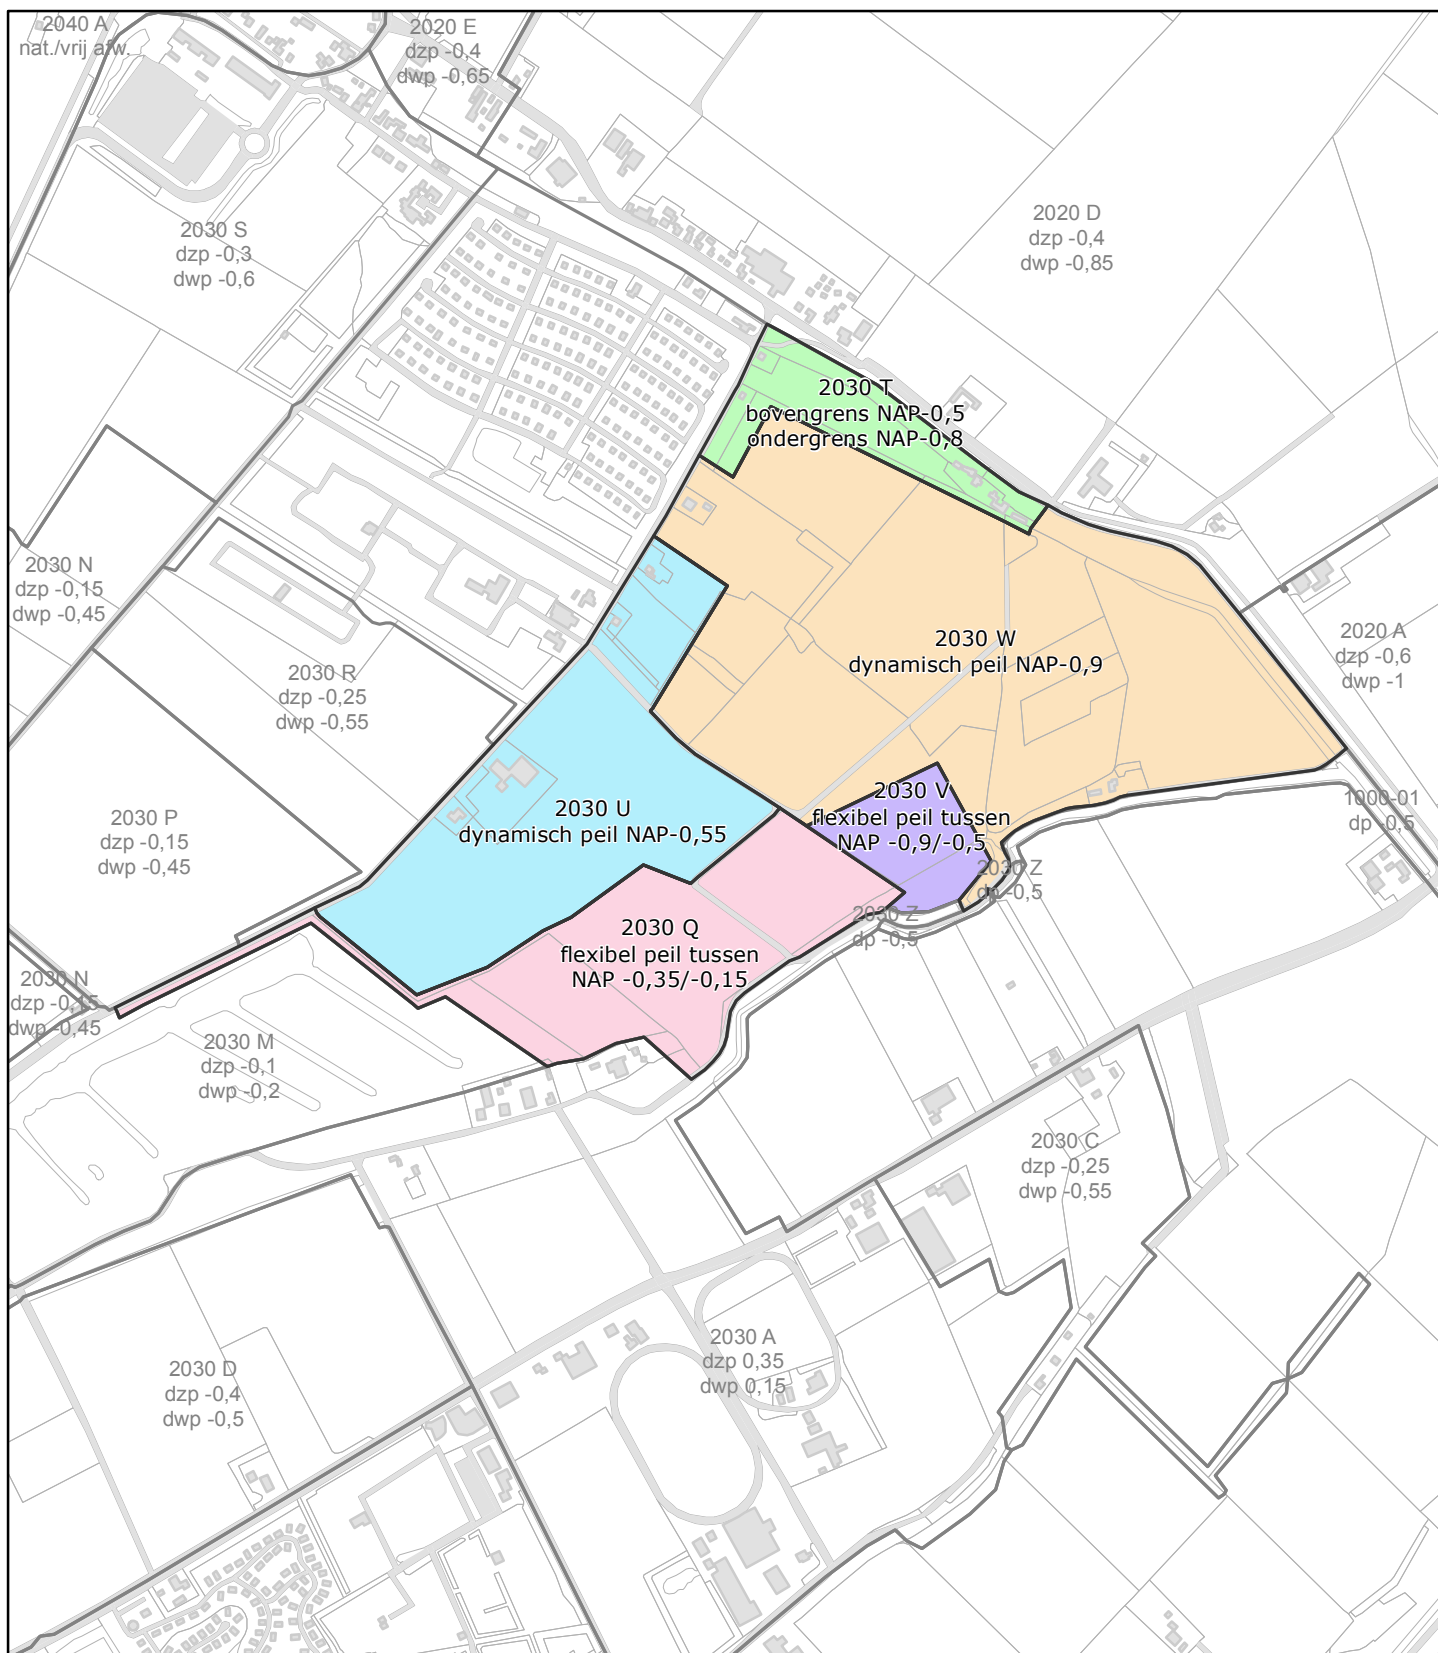 2040 A
nat./vrij afw.
2020 E
dzp -0,4
dwp -0,65
2030 S
dzp -0,3
dwp -0,6
2020 D
dzp -0,4
dwp -0,85
2030 T
bovengrens NAP-0,5
ondergrens NAP-0,8
2030 N
dzp -0,15
dwp -0,45
2030 R
dzp -0,25
dwp -0,55
2030 W
dynamisch peil NAP-0,9
2020 A
dzp -0,6
dwp -1
2030 P
dzp -0,15
dwp -0,45
2030 U
dynamisch peil NAP-0,55
2030 V
flexibel peil tussen
NAP -0,9/-0,5
1000-01
dp -0,5
2030 Z
dp -0,5
2030 Z
dp -0,5
2030 Q
flexibel peil tussen
NAP -0,35/-0,15
2030 N
dzp -0,15
dwp -0,45
2030 M
dzp -0,1
dwp -0,2
2030 C
dzp -0,25
dwp -0,55
2030 A
dzp 0,35
dwp 0,15
2030 D
dzp -0,4
dwp -0,5